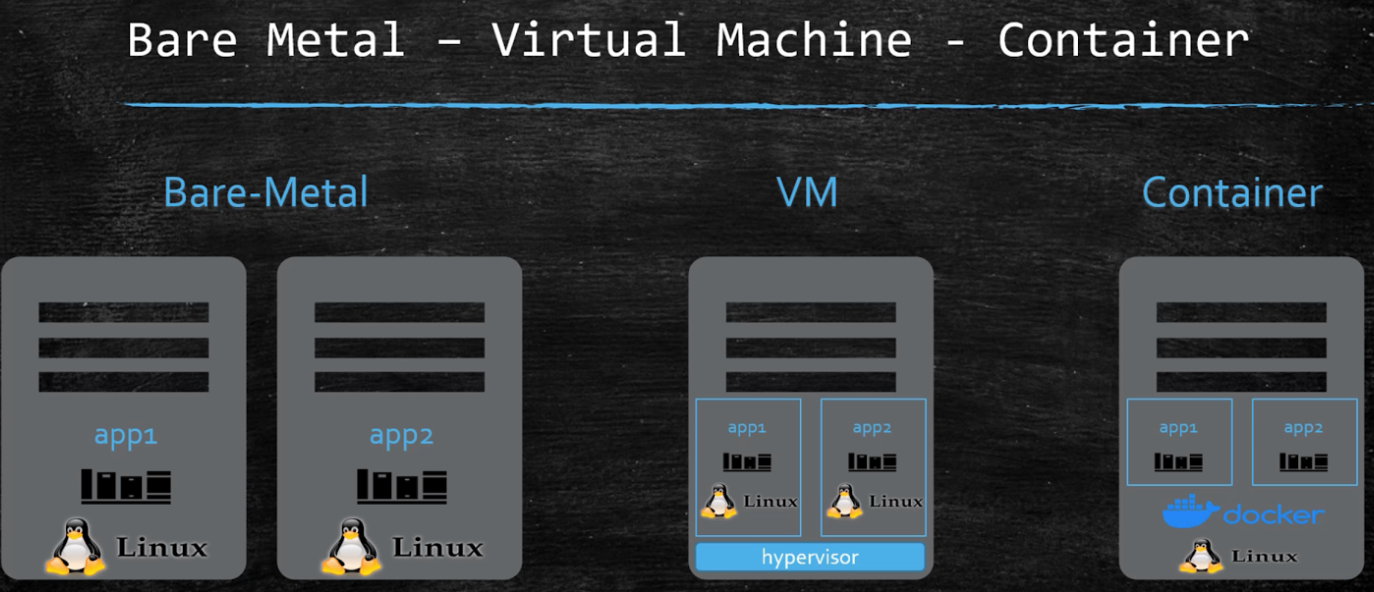 Bare Metal – Virtual Machine - Container
Bare-Metal
VM
Container
app1
app2
app1
app2
app1
app2
Linux
Linux
Linux
Linux
docker
hypervisor
Linux